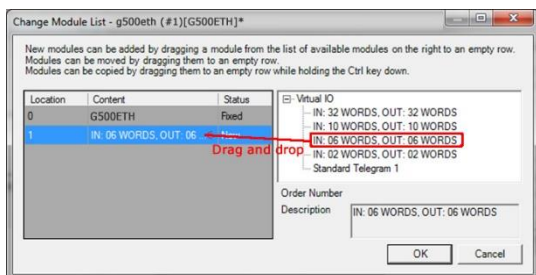 Change Module List - g500eth (#1)[G500ETH]*
New modules can be added by dragging a module from the list of available modules on the right to an empty row.
Modules can be moved by dragging them to an empty row.
Modules can be copied by dragging them to an empty row while holding the Ctrl key down.
Location Content Status
0 G500ETH Fixed
1 IN: 06 WORDS, OUT: 06
Drag and drop
Virtual IO
IN: 32 WORDS, OUT: 32 WORDS
IN: 10 WORDS, OUT: 10 WORDS
IN: 06 WORDS, OUT: 06 WORDS
IN: 02 WORDS, OUT: 02 WORDS
Standard Telegram 1
Order Number
Description IN: 06 WORDS, OUT: 06 WORDS
OK Cancel